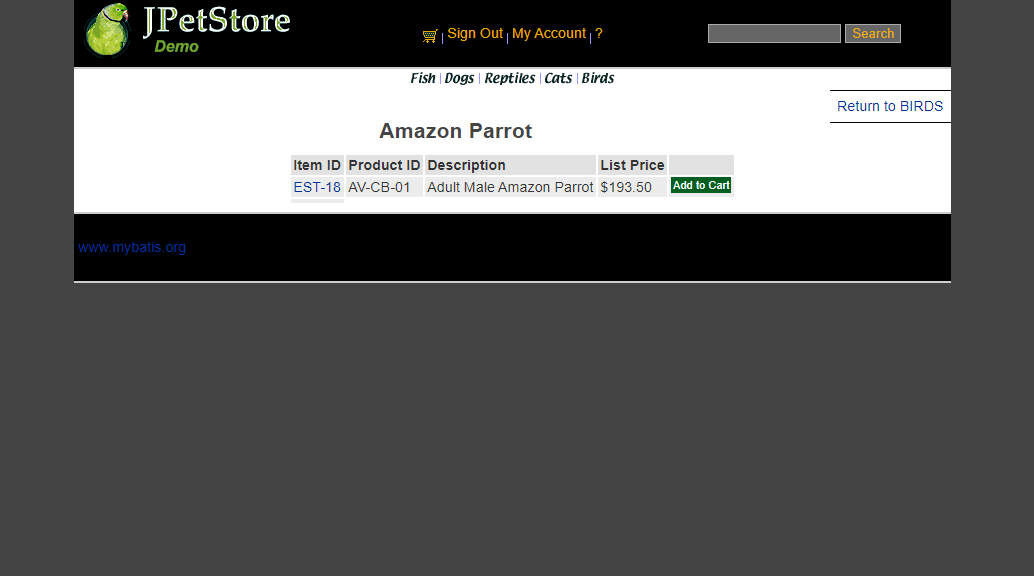 JPetStore
Demo
Sign Out | My Account | ?
Search
Fish | Dogs | Reptiles | Cats | Birds
Return to BIRDS
Amazon Parrot
Item ID Product ID Description List Price
EST-18 AV-CB-01 Adult Male Amazon Parrot $193.50 Add to Cart
www.mybatis.org